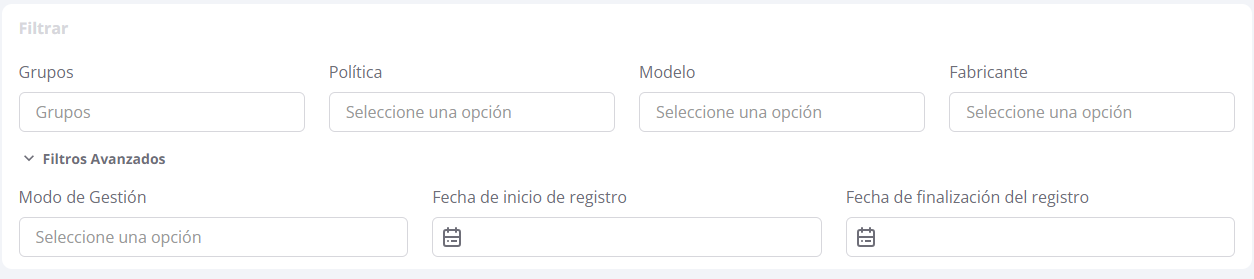 Filtrar
Grupos Política Modelo Fabricante
Grupos Seleccione una opción Seleccione una opción Seleccione una opción
Filtros Avanzados
Modo de Gestión Fecha de inicio de registro Fecha de finalización del registro
Seleccione una opción